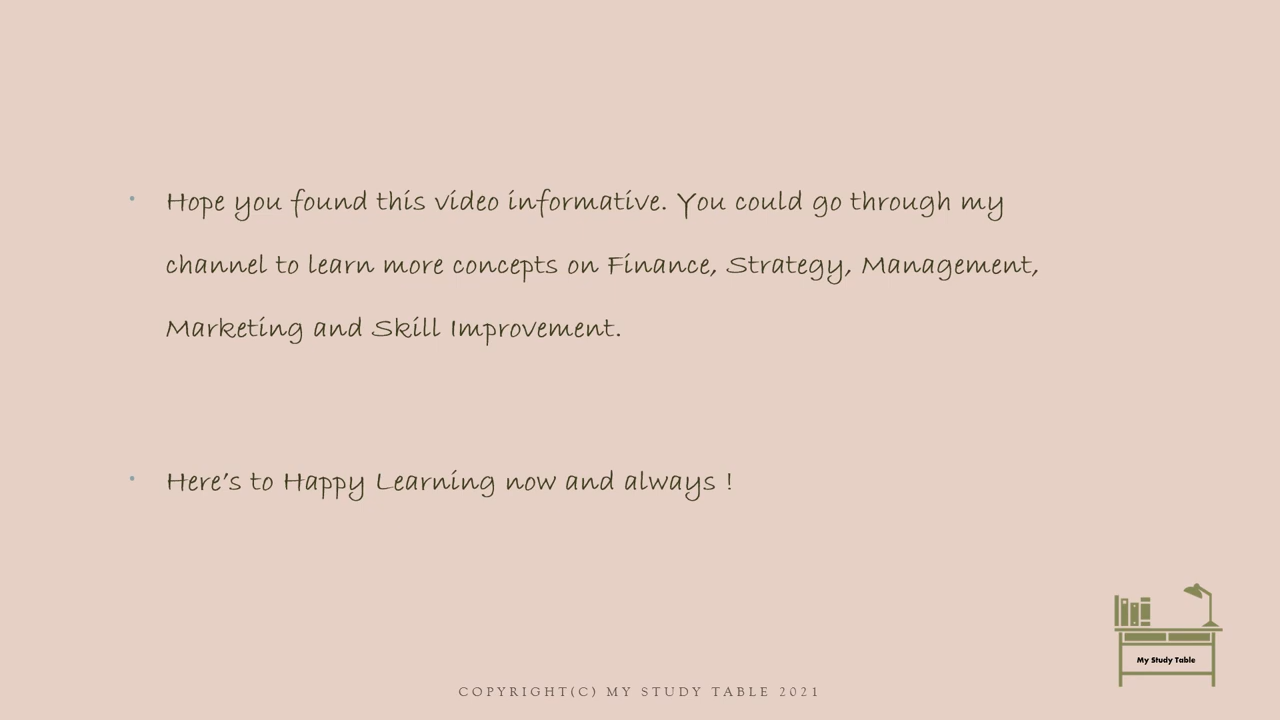 • Hope you found this video informative. You could go through my
channel to learn more concepts on Finance, Strategy, Management,
Marketing and Skill Improvement.
• Here’s to Happy Learning now and always !
My Study Table
COPYRIGHT(C) MY STUDY TABLE 2021